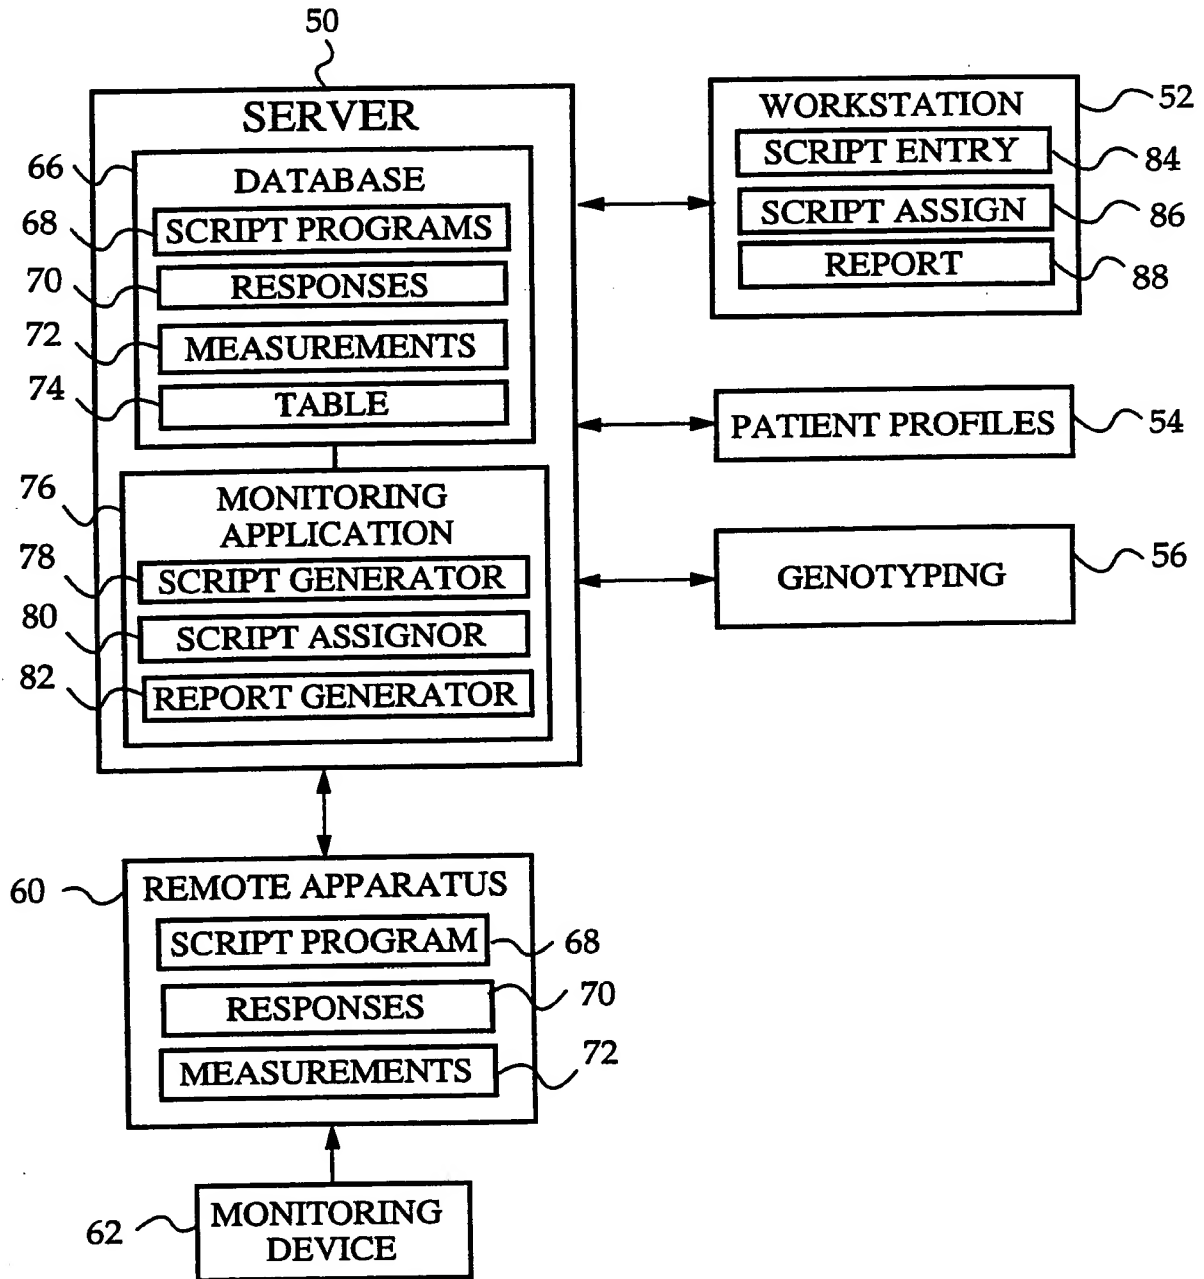 50
SERVER
66
DATABASE
68
SCRIPT PROGRAMS
70
RESPONSES
72
MEASUREMENTS
74
TABLE
76
MONITORING
APPLICATION
78
SCRIPT GENERATOR
80
SCRIPT ASSIGNOR
82
REPORT GENERATOR
WORKSTATION
52
SCRIPT ENTRY
84
SCRIPT ASSIGN
86
REPORT
88
PATIENT PROFILES
54
GENOTYPING
56
60
REMOTE APPARATUS
SCRIPT PROGRAM
68
RESPONSES
70
MEASUREMENTS
72
62
MONITORING
DEVICE